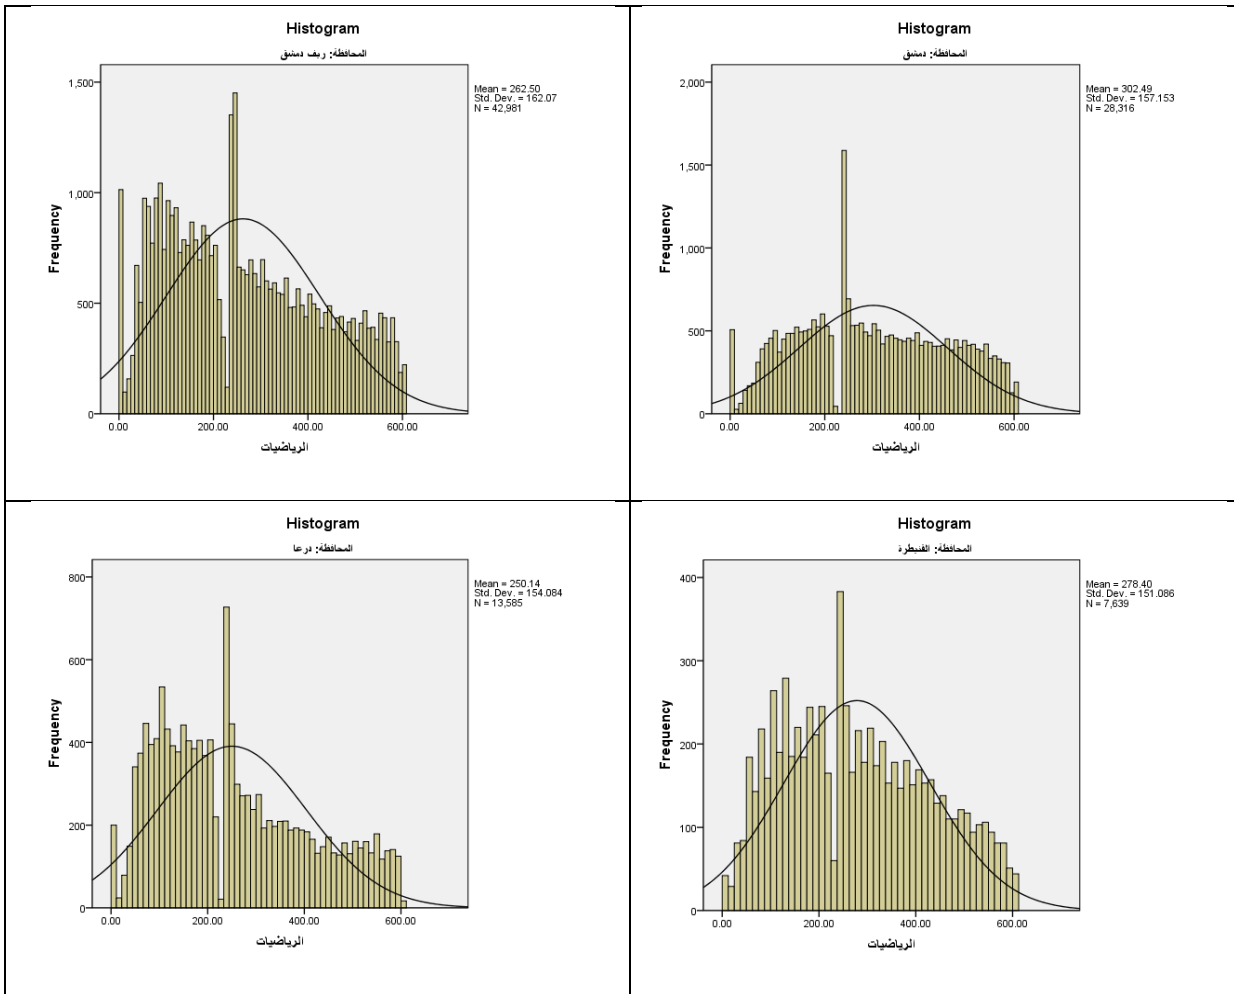 Histogram
المحافظة: ريف دمشق
Mean = 262.50
Std. Dev. = 162.07
N = 42,981
1,500
1,000
500
0
Frequency
0.00 200.00 400.00 600.00
الرياضيات
Histogram
المحافظة: دمشق
Mean = 302.49
Std. Dev. = 157.153
N = 28,316
2,000
1,500
1,000
500
0
Frequency
0.00 200.00 400.00 600.00
الرياضيات
Histogram
المحافظة: درعا
Mean = 250.14
Std. Dev. = 154.084
N = 13,585
800
600
400
200
0
Frequency
0.00 200.00 400.00 600.00
الرياضيات
Histogram
المحافظة: القنيطرة
Mean = 278.40
Std. Dev. = 151.086
N = 7,639
400
300
200
100
0
Frequency
0.00 200.00 400.00 600.00
الرياضيات